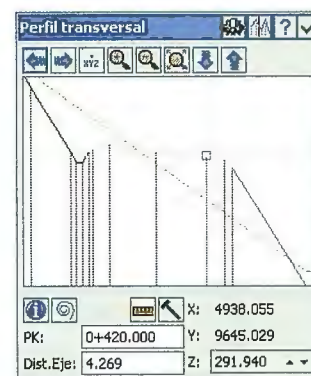 Perfil transversal
XYZ
X: 4938.055
PK: 0+420.000 Y: 9645.029
Dist.Eje: 4.269 Z: 291.940